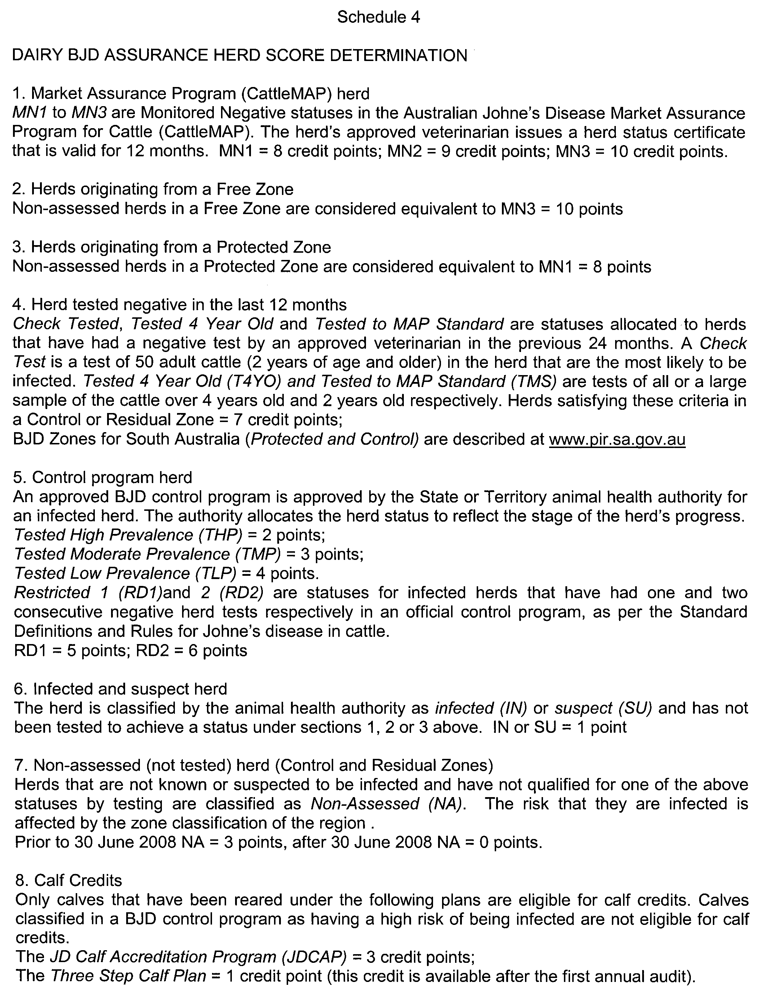 Schedule 4
DAIRY BJD ASSURANCE HERD SCORE DETERMINATION
1. Market Assurance Program (CattleMAP) herd
MN1 to MN3 are Monitored Negative statuses in the Australian Johne's Disease Market Assurance
Program for Cattle (CattleMAP). The herd's approved veterinarian issues a herd status certificate
that is valid for 12 months. MN1 = 8 credit points; MN2 = 9 credit points; MN3 = 10 credit points.
2. Herds originating from a Free Zone
Non-assessed herds in a Free Zone are considered equivalent to MN3 = 10 points
3. Herds originating from a Protected Zone
Non-assessed herds in a Protected Zone are considered equivalent to MN1 = 8 points
4. Herd tested negative in the last 12 months
Check Tested, Tested 4 Year Old and Tested to MAP Standard are statuses allocated to herds
that have had a negative test by an approved veterinarian in the previous 24 months. A Check
Test is a test of 50 adult cattle (2 years of age and older) in the herd that are the most likely to be
infected. Tested 4 Year Old (T4YO) and Tested to MAP Standard (TMS) are tests of all or a large
sample of the cattle over 4 years old and 2 years old respectively. Herds satisfying these criteria in
a Control or Residual Zone = 7 credit points;
BJD Zones for South Australia (Protected and Control) are described at www.pir.sa.gov.au
5. Control program herd
An approved BJD control program is approved by the State or Territory animal health authority for
an infected herd. The authority allocates the herd status to reflect the stage of the herd's progress.
Tested High Prevalence (THP) = 2 points;
Tested Moderate Prevalence (TMP) = 3 points;
Tested Low Prevalence (TLP) = 4 points.
Restricted 1 (RD1)and 2 (RD2) are statuses for infected herds that have had one and two
consecutive negative herd tests respectively in an official control program, as per the Standard
Definitions and Rules for Johne's disease in cattle.
RD1 = 5 points; RD2 = 6 points
6. Infected and suspect herd
The herd is classified by the animal health authority as infected (IN) or suspect (SU) and has not
been tested to achieve a status under sections 1, 2 or 3 above. IN or SU = 1 point
7. Non-assessed (not tested) herd (Control and Residual Zones)
Herds that are not known or suspected to be infected and have not qualified for one of the above
statuses by testing are classified as Non-Assessed (NA). The risk that they are infected is
affected by the zone classification of the region .
Prior to 30 June 2008 NA = 3 points, after 30 June 2008 NA = 0 points.
8. Calf Credits
Only calves that have been reared under the following plans are eligible for calf credits. Calves
classified in a BJD control program as having a high risk of being infected are not eligible for calf
credits.
The JD Calf Accreditation Program (JDCAP) = 3 credit points;
The Three Step Calf Plan = 1 credit point (this credit is available after the first annual audit).